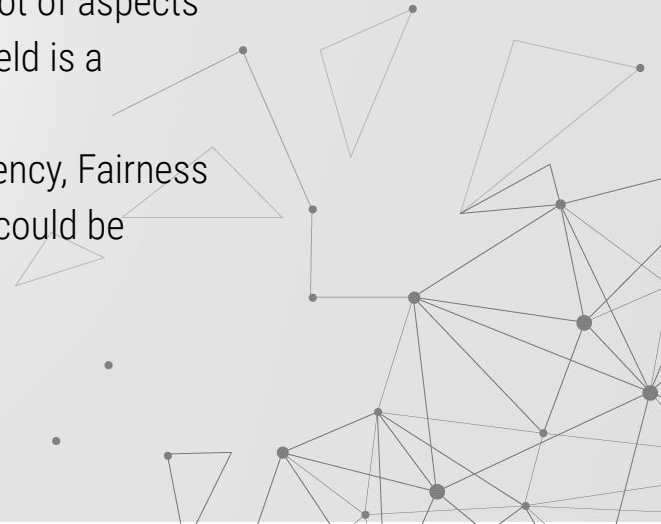 ot of aspects
eld is a
ency, Fairness
could be